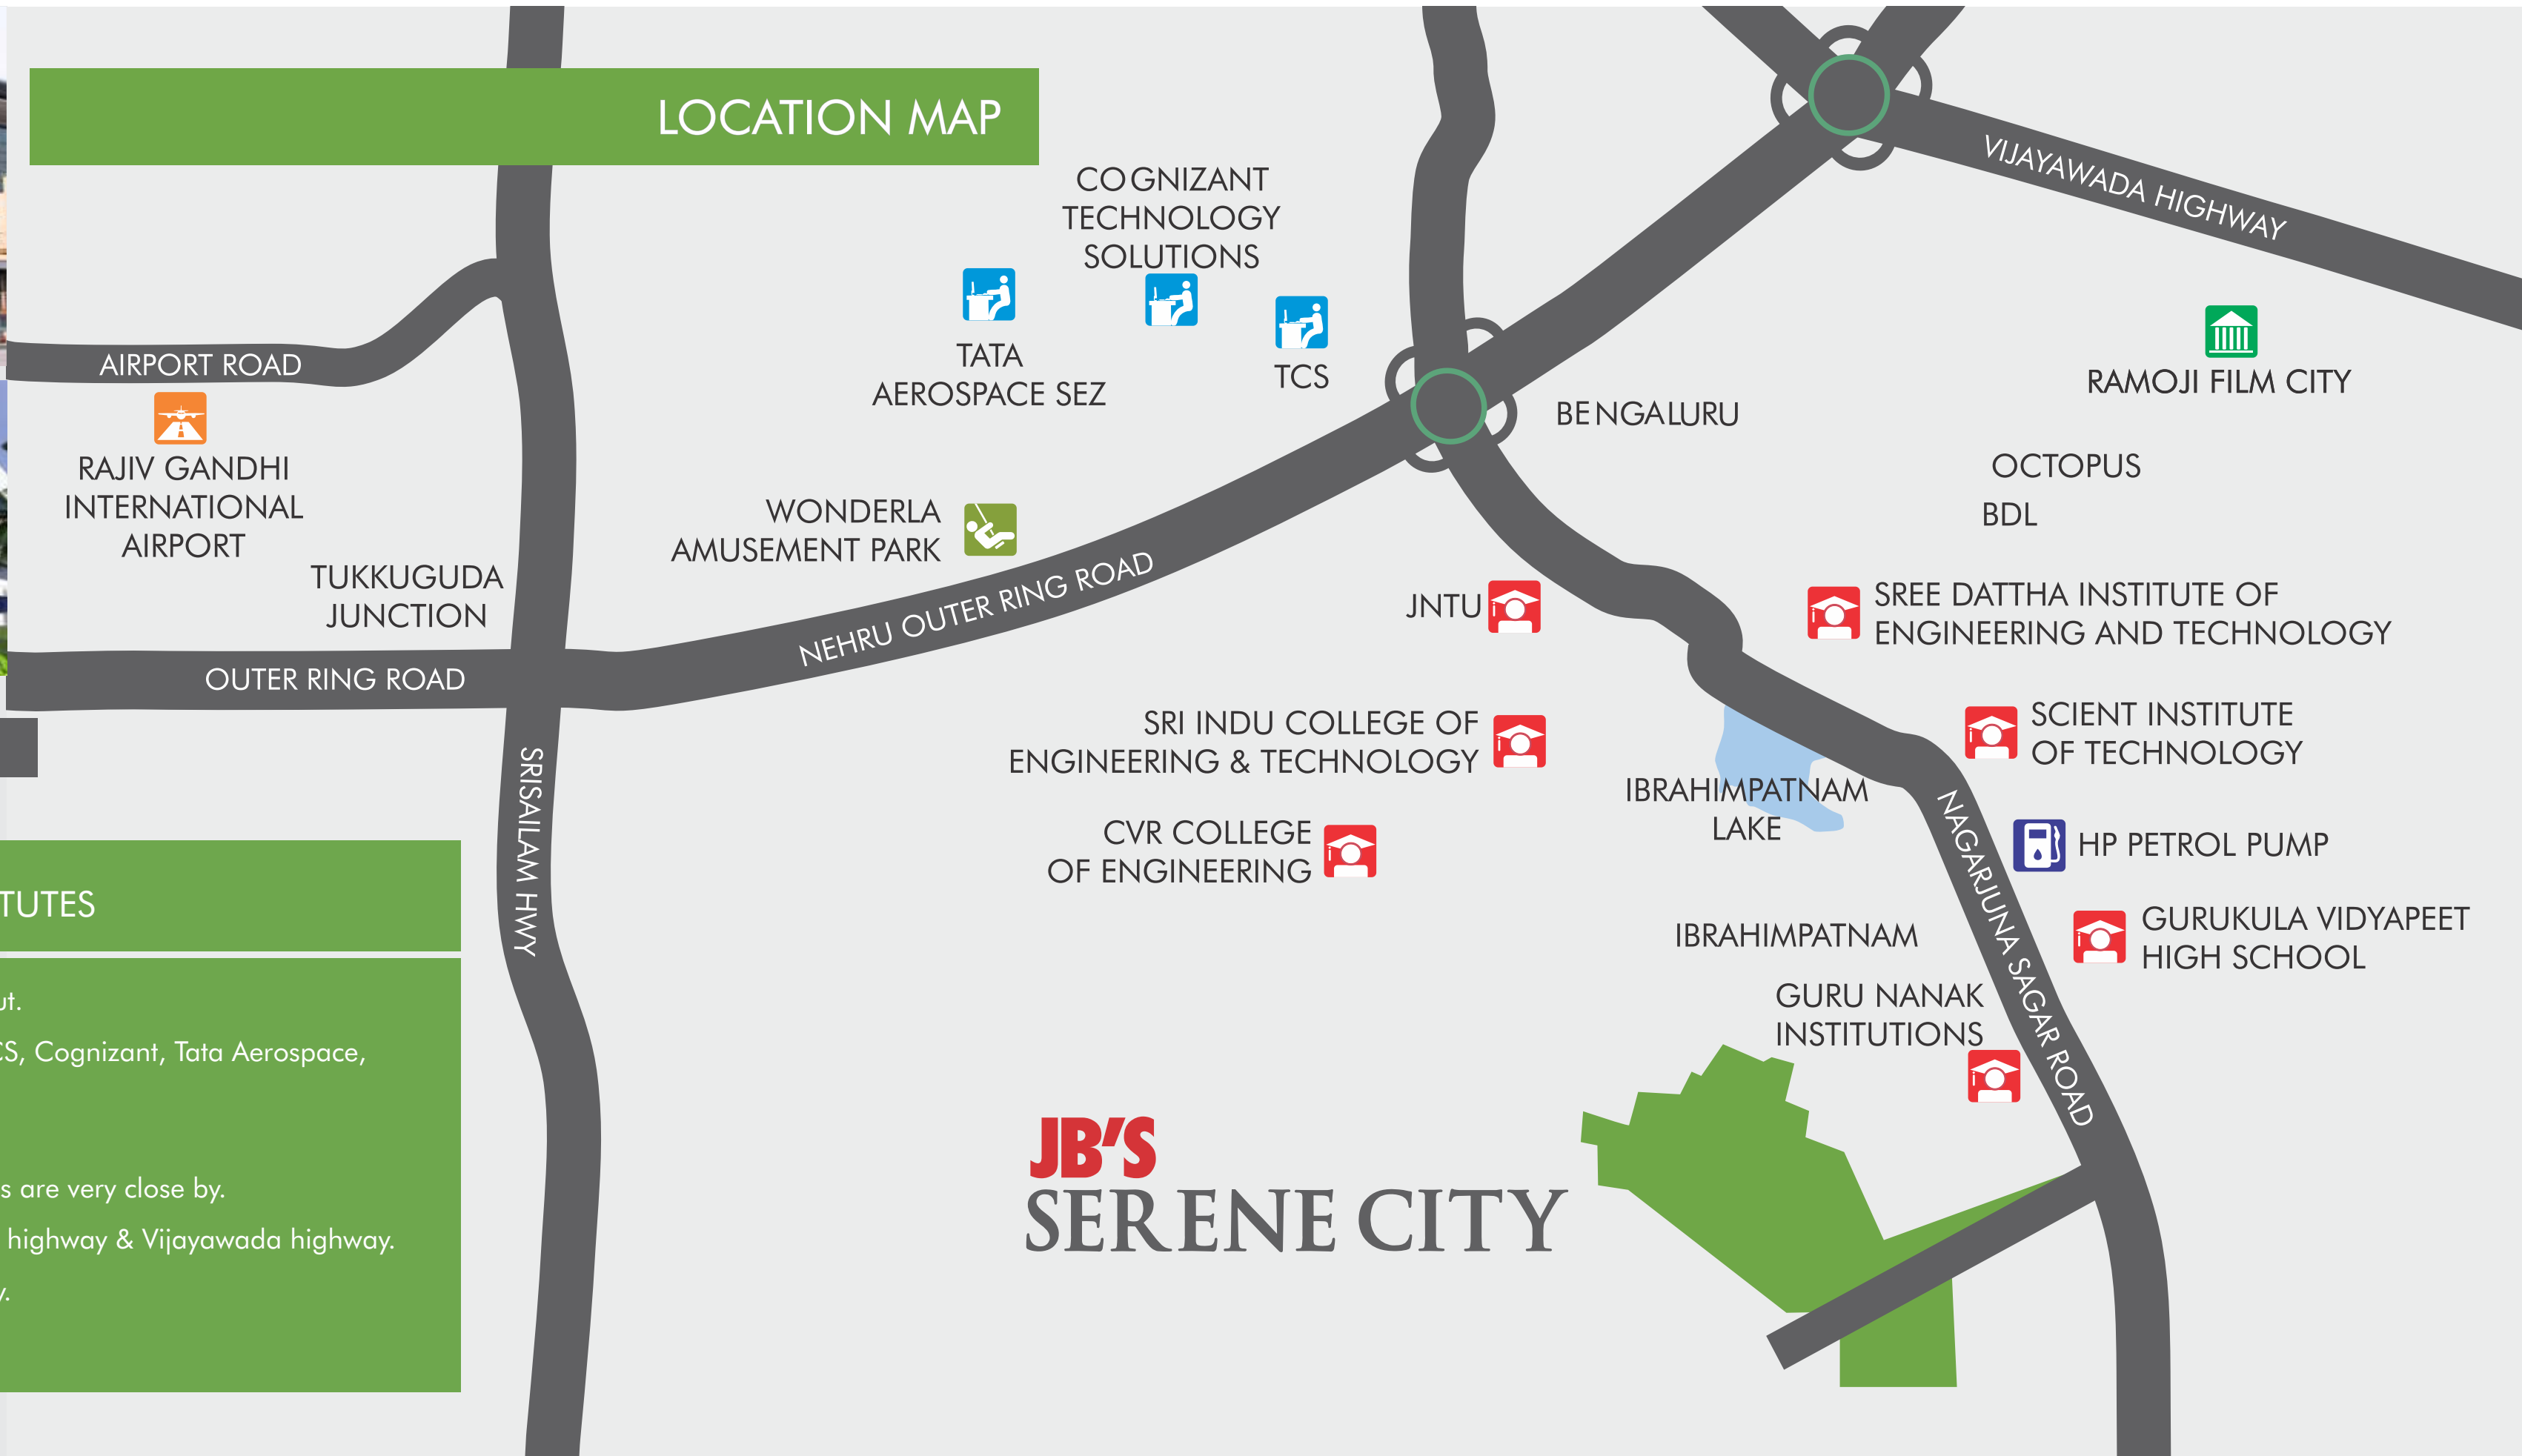 LOCATION MAP
COGNIZANT
TECHNOLOGY
SOLUTIONS
VIJAYAWADA HIGHWAY
TATA
AEROSPACE SEZ
TCS
AIRPORT ROAD
RAMOJI FILM CITY
BENGALURU
RAJIV GANDHI
INTERNATIONAL
AIRPORT
OCTOPUS
BDL
WONDERLA
AMUSEMENT PARK
TUKKUGUDA
JUNCTION
NEHRU OUTER RING ROAD
JNTU
SREE DATTHA INSTITUTE OF
ENGINEERING AND TECHNOLOGY
OUTER RING ROAD
SRI INDU COLLEGE OF
ENGINEERING & TECHNOLOGY
SCIENT INSTITUTE
OF TECHNOLOGY
SRISAILAM HWY
IBRAHIMPATNAM
LAKE
CVR COLLEGE
OF ENGINEERING
NAGARJUNA SAGAR ROAD
HP PETROL PUMP
IBRAHIMPATNAM
GURUKULA VIDYAPEET
HIGH SCHOOL
GURU NANAK
INSTITUTIONS
JB'S
SERENE CITY
TUTES
ut.
CS, Cognizant, Tata Aerospace,
s are very close by.
highway & Vijayawada highway.